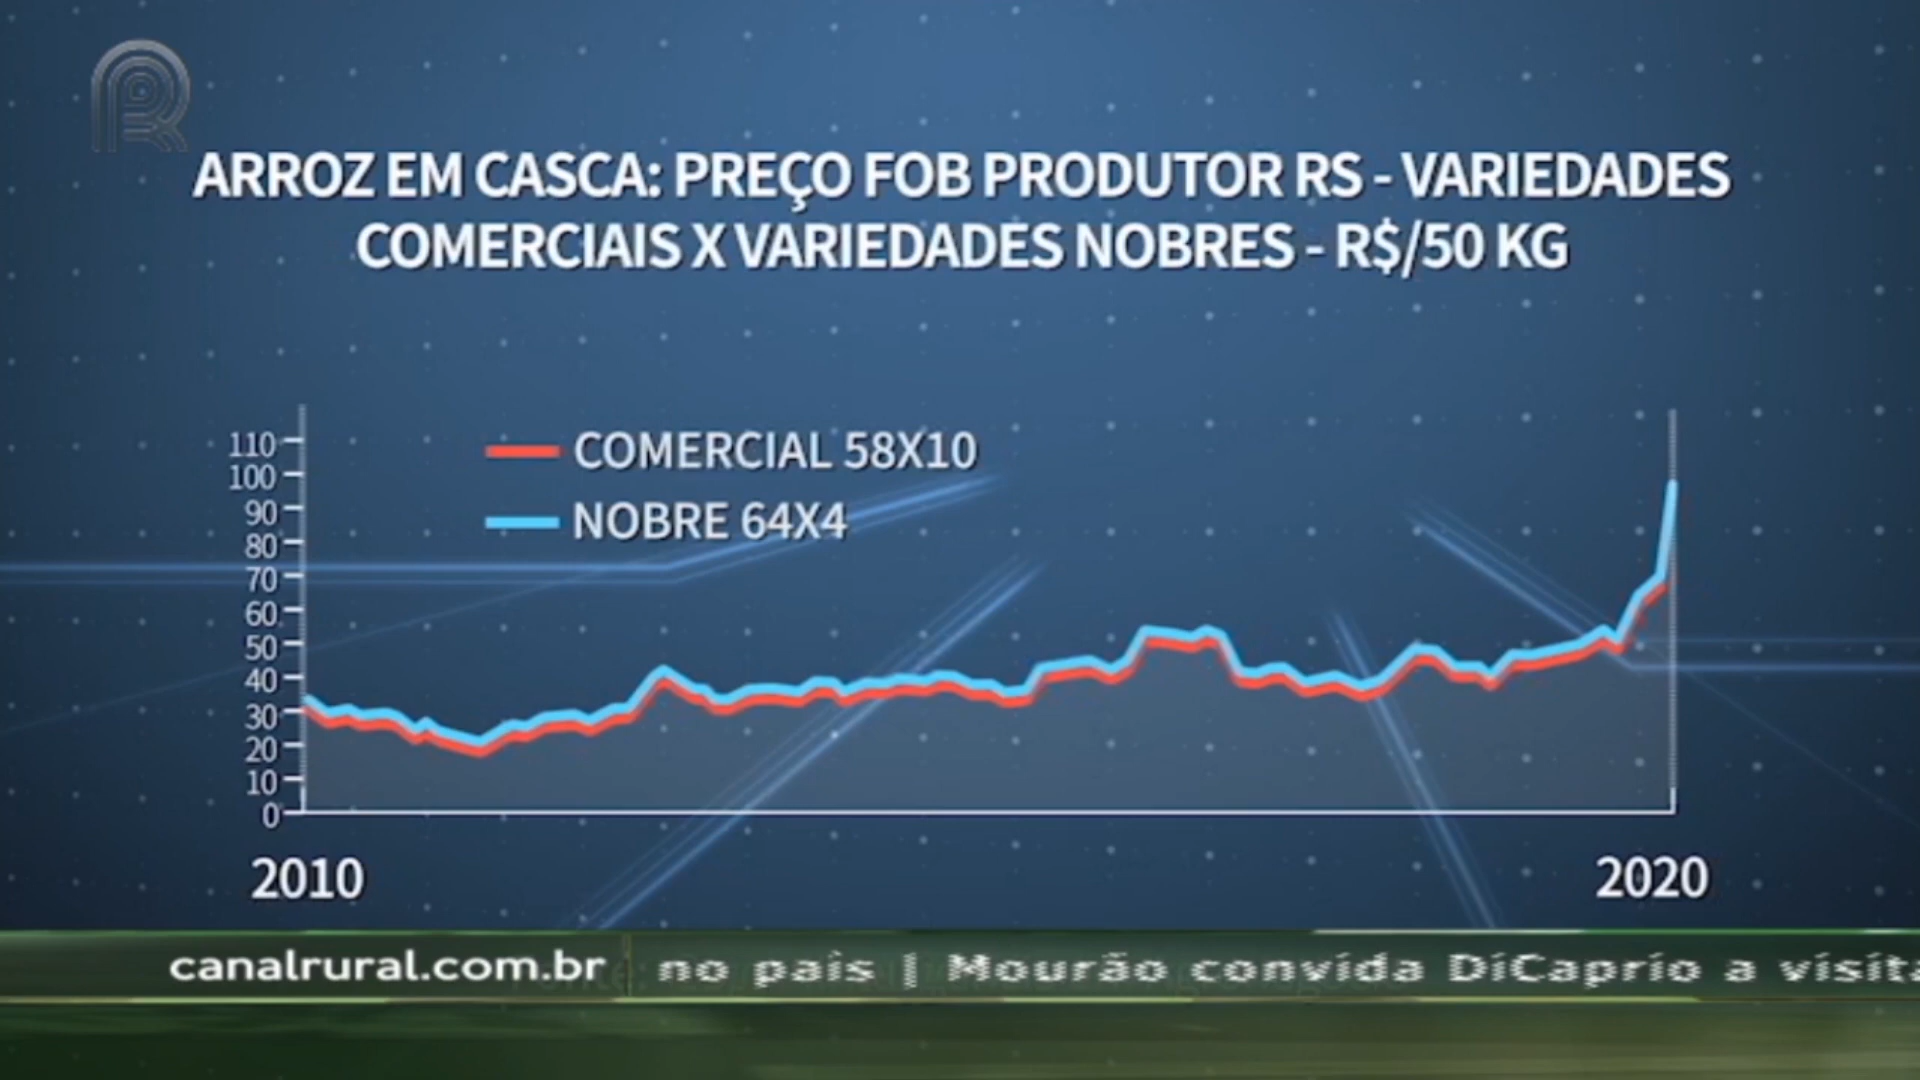 ARROZ EM CASCA: PREÇO FOB PRODUTOR RS - VARIEDADES
COMERCIAIS X VARIEDADES NOBRES - R$/50 KG
COMERCIAL 58X10
NOBRE 64X4
110
100
90
80
70
60
50
40
30
20
10
0
2010
2020
canalrural.com.br
no país | Mourão convida DiCaprio a visita